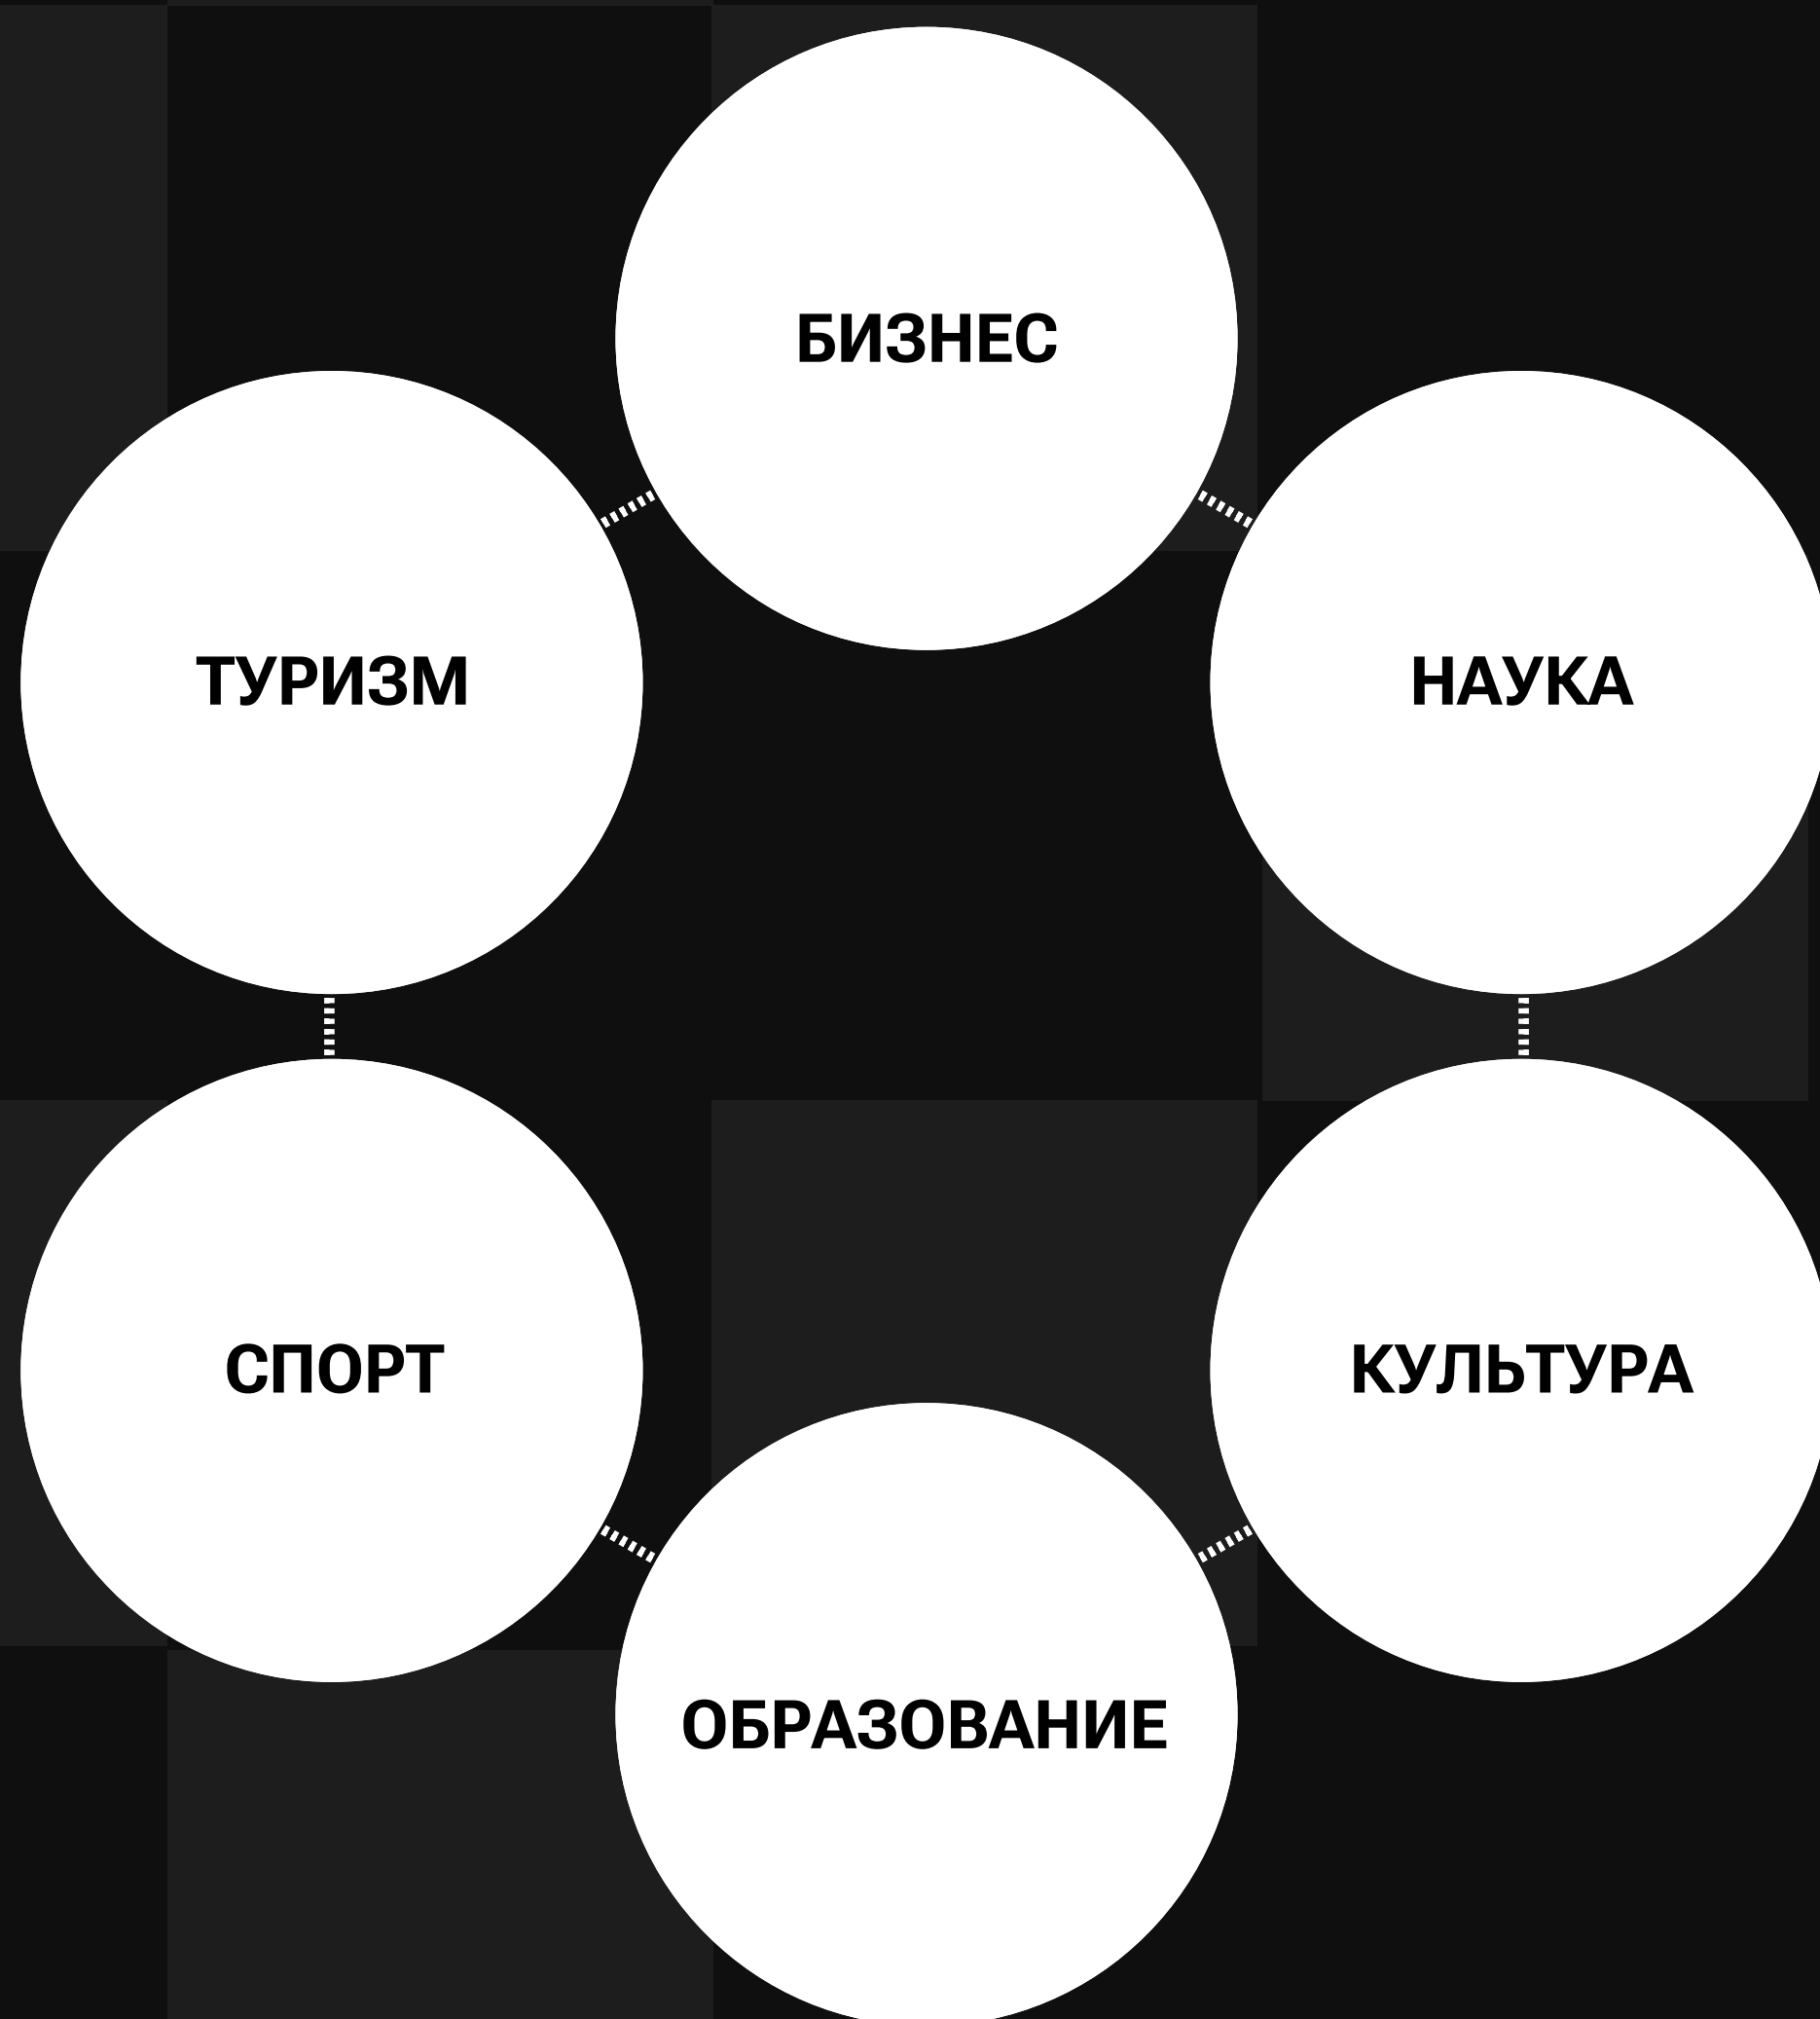 БИЗНЕС
ТУРИЗМ
НАУКА
СПОРТ
КУЛЬТУРА
ОБРАЗОВАНИЕ